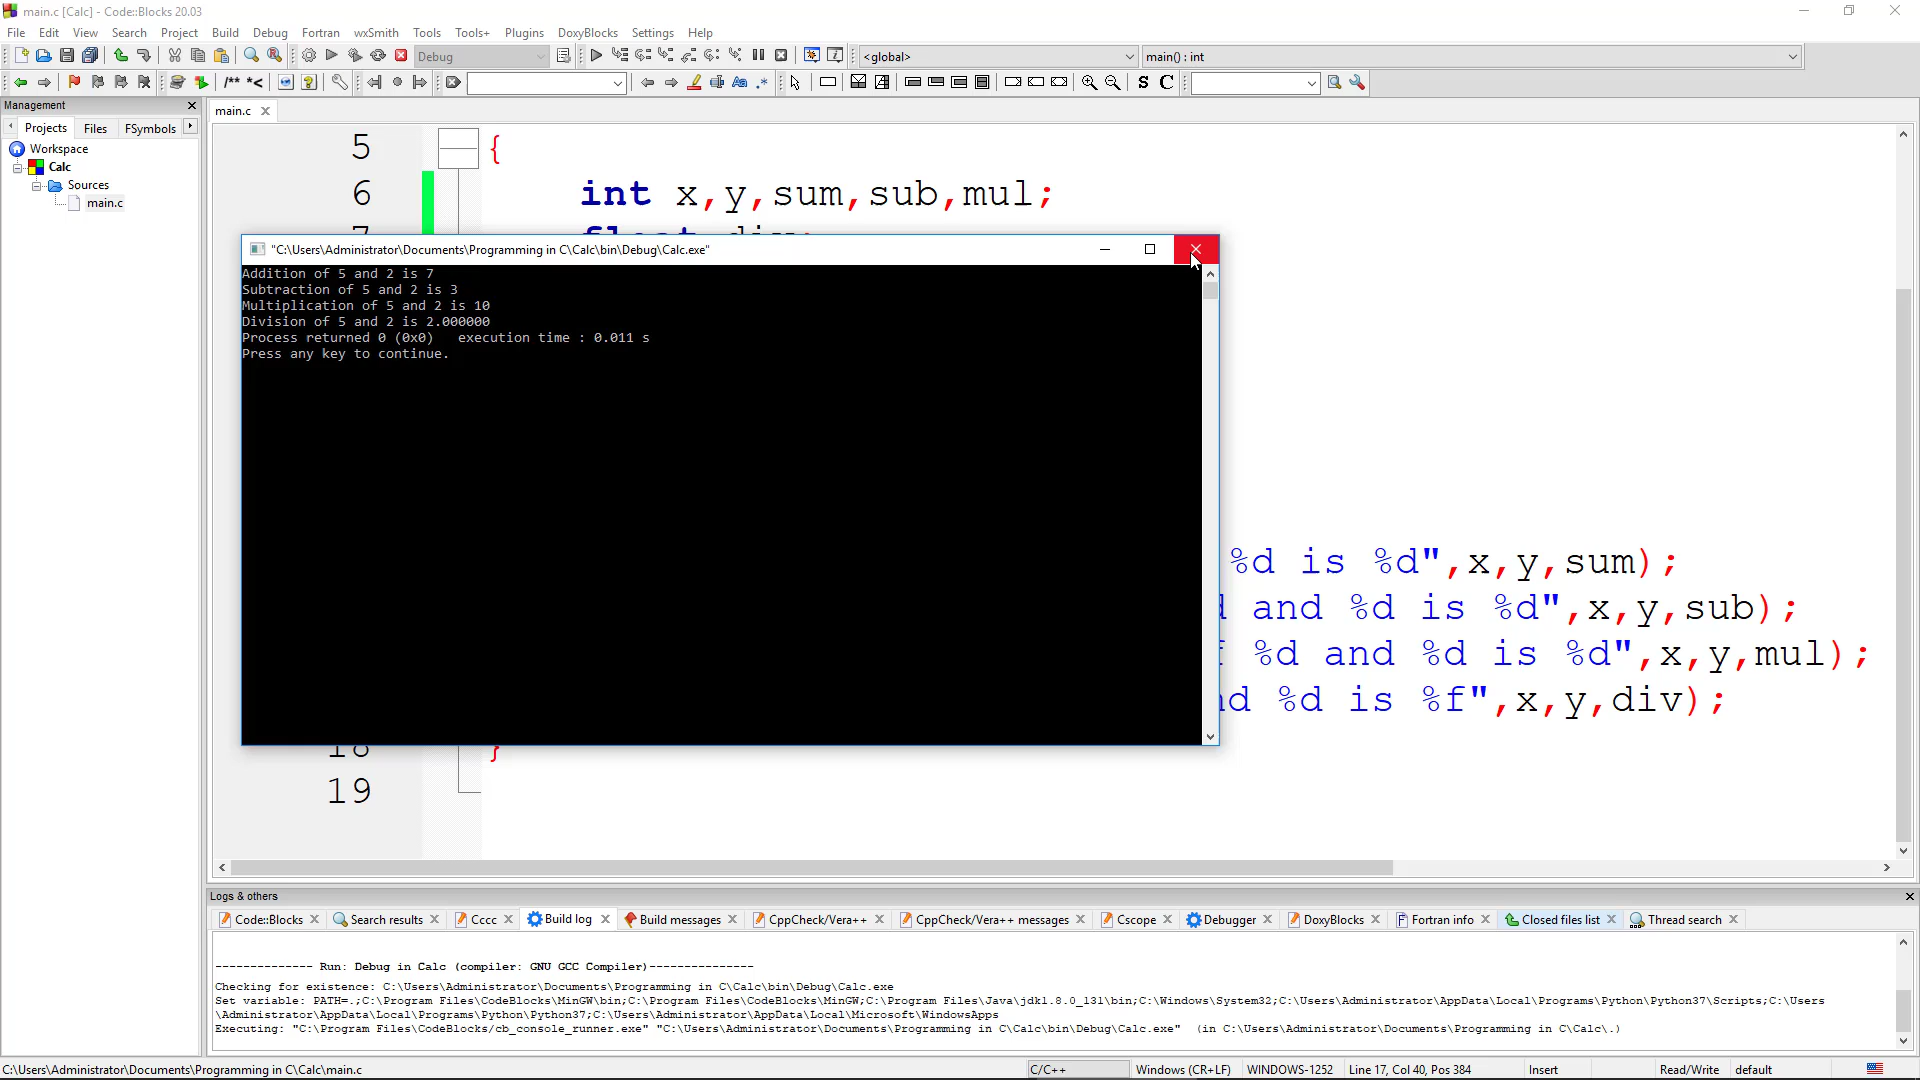 main.c [Calc] - Code::Blocks 20.03
File Edit View Search Project Build Debug Fortran wxSmith Tools Tools+ Plugins DoxyBlocks Settings Help
Debug <global> main() : int
/** *< Aa .* S C
Management
main.c
Projects Files FSymbols
Workspace
Calc
Sources
main.c
5 {
6 int x,y,sum,sub,mul;
"C:\Users\Administrator\Documents\Programming in C\Calc\bin\Debug\Calc.exe"
Addition of 5 and 2 is 7
Subtraction of 5 and 2 is 3
Multiplication of 5 and 2 is 10
Division of 5 and 2 is 2.000000
Process returned 0 (0x0)   execution time : 0.011 s
Press any key to continue.
%d is %d",x,y,sum);
and %d is %d",x,y,sub);
%d and %d is %d",x,y,mul);
%d is %f",x,y,div);
18 }
19
Logs & others
Code::Blocks Search results Cccc Build log Build messages CppCheck/Vera++ CppCheck/Vera++ messages Cscope Debugger DoxyBlocks Fortran info Closed files list Thread search
-------------- Run: Debug in Calc (compiler: GNU GCC Compiler)---------------
Checking for existence: C:\Users\Administrator\Documents\Programming in C\Calc\bin\Debug\Calc.exe
Set variable: PATH=.;C:\Program Files\CodeBlocks\MinGW\bin;C:\Program Files\CodeBlocks\MinGW;C:\Program Files\Java\jdk1.8.0_131\bin;C:\Windows\System32;C:\Users\Administrator\AppData\Local\Programs\Python\Python37\Scripts;C:\Users
\Administrator\AppData\Local\Programs\Python\Python37;C:\Users\Administrator\AppData\Local\Microsoft\WindowsApps
Executing: "C:\Program Files\CodeBlocks/cb_console_runner.exe" "C:\Users\Administrator\Documents\Programming in C\Calc\bin\Debug\Calc.exe"  (in C:\Users\Administrator\Documents\Programming in C\Calc\.)
C:\Users\Administrator\Documents\Programming in C\Calc\main.c C/C++ Windows (CR+LF) WINDOWS-1252 Line 17, Col 40, Pos 384 Insert Read/Write default